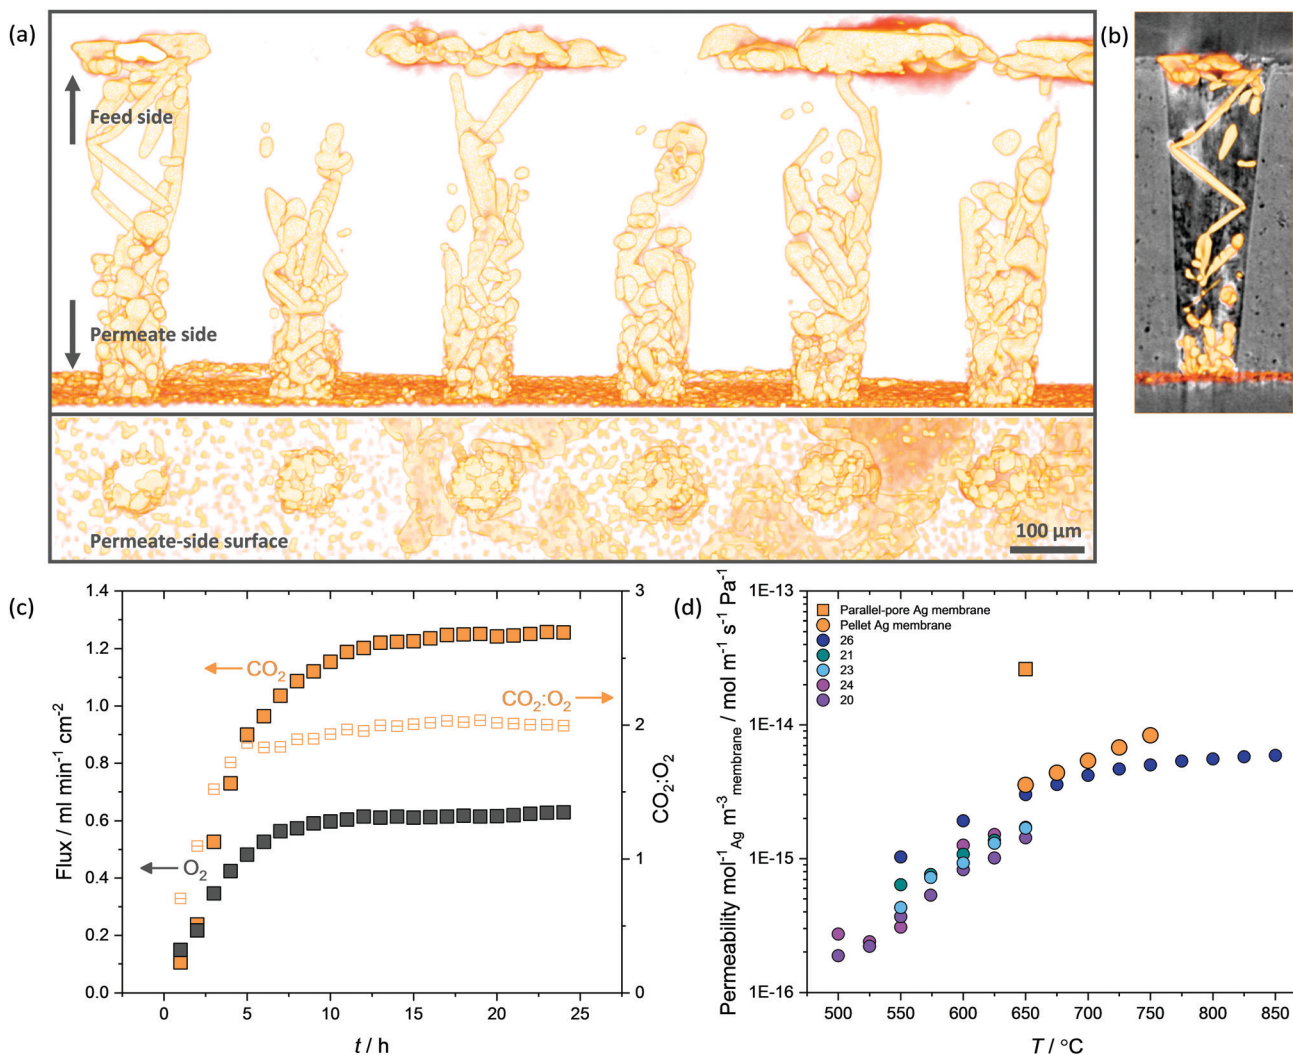 (a)
Feed side
Permeate side
Permeate-side surface
100 μm
(b)
(c)
Flux / ml min⁻¹ cm⁻²
1.4
1.2
1.0
0.8
0.6
0.4
0.2
0.0
CO₂
CO₂:O₂
O₂
3
2
1
0
CO₂:O₂
0 5 10 15 20 25
t / h
(d)
Permeability mol⁻¹Ag m⁻³membrane / mol m⁻¹ s⁻¹ Pa⁻¹
1E-13
1E-14
1E-15
1E-16
Parallel-pore Ag membrane
Pellet Ag membrane
26
21
23
24
20
500 550 600 650 700 750 800 850
T / °C